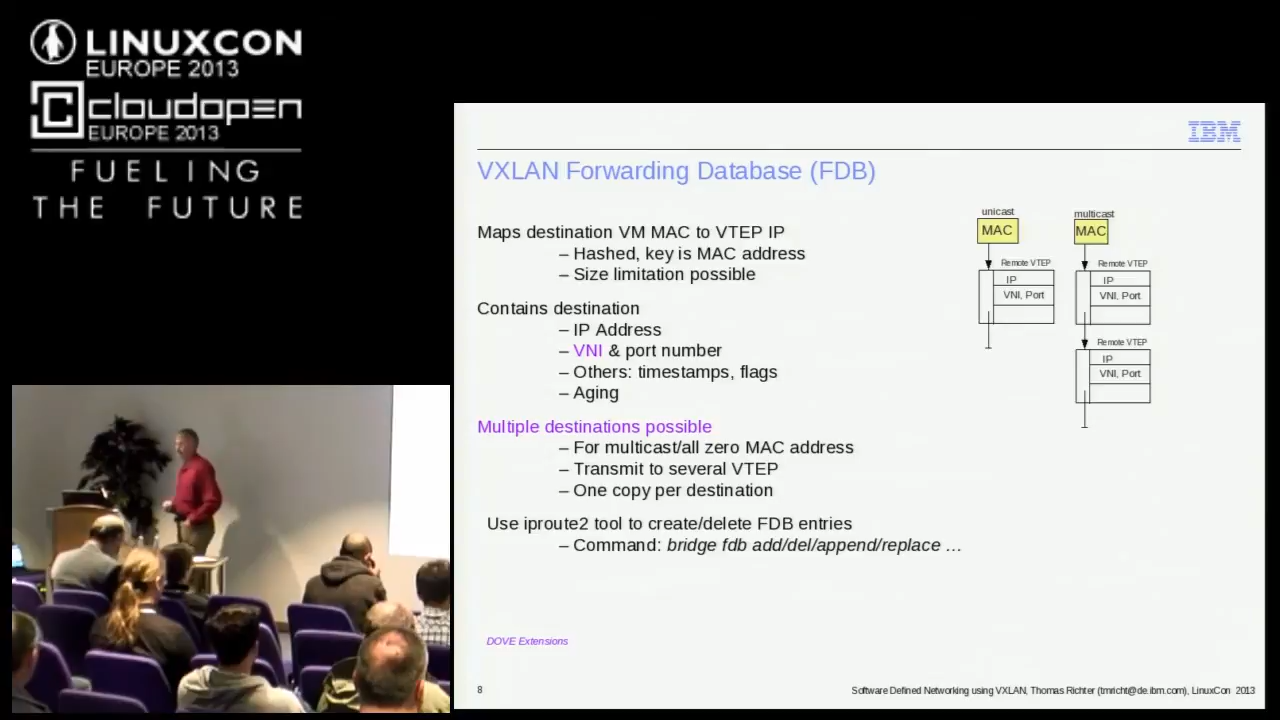 LINUXCON
EUROPE 2013
cloudopen
EUROPE 2013
FUELING
THE FUTURE
IBM
VXLAN Forwarding Database (FDB)
Maps destination VM MAC to VTEP IP
– Hashed, key is MAC address
– Size limitation possible
Contains destination
– IP Address
– VNI & port number
– Others: timestamps, flags
– Aging
Multiple destinations possible
– For multicast/all zero MAC address
– Transmit to several VTEP
– One copy per destination
Use iproute2 tool to create/delete FDB entries
– Command: bridge fdb add/del/append/replace …
unicast
MAC
Remote VTEP
IP
VNI, Port
multicast
MAC
Remote VTEP
IP
VNI, Port
Remote VTEP
IP
VNI, Port
DOVE Extensions
8
Software Defined Networking using VXLAN, Thomas Richter (tmricht@de.ibm.com), LinuxCon 2013